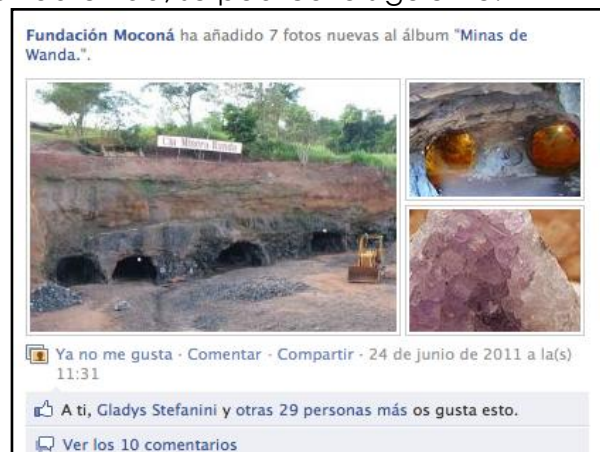 Fundación Moconá ha añadido 7 fotos nuevas al álbum "Minas de
Wanda.".
Cía Minera Wanda
Ya no me gusta · Comentar · Compartir · 24 de junio de 2011 a la(s)
11:31
A ti, Gladys Stefanini y otras 29 personas más os gusta esto.
Ver los 10 comentarios